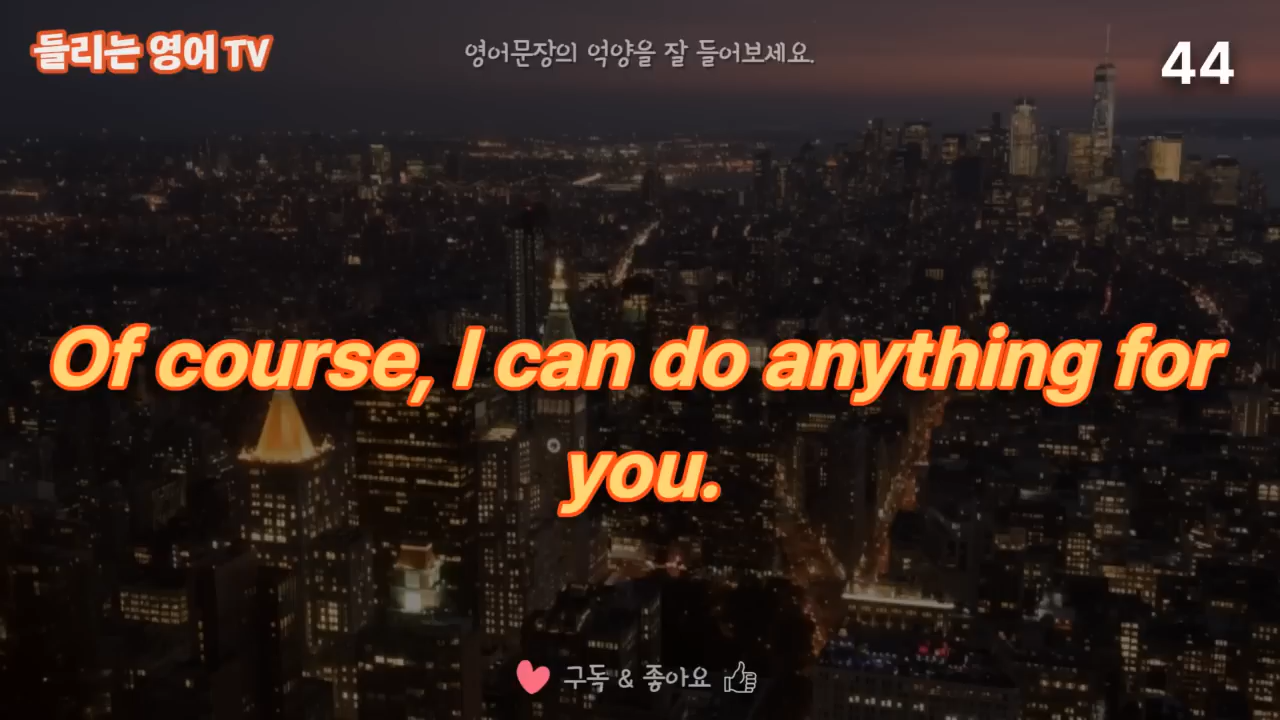 들리는 영어 TV
영어문장의 억양을 잘 들어보세요.
44
Of course, I can do anything for
you.
구독 & 좋아요